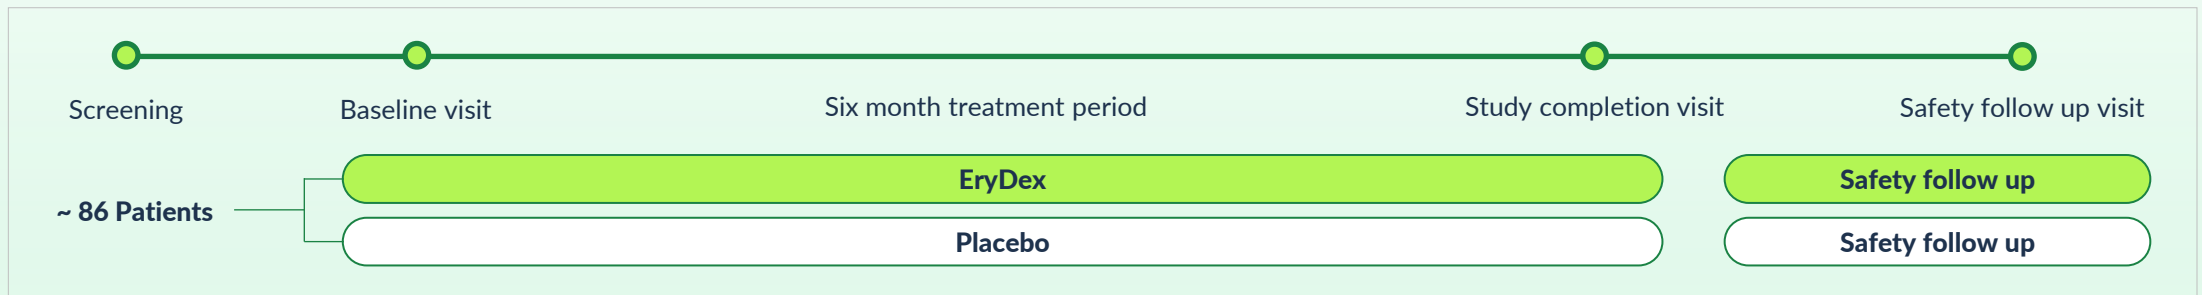 Screening
Baseline visit
Six month treatment period
Study completion visit
Safety follow up visit
~ 86 Patients
EryDex
Safety follow up
Placebo
Safety follow up